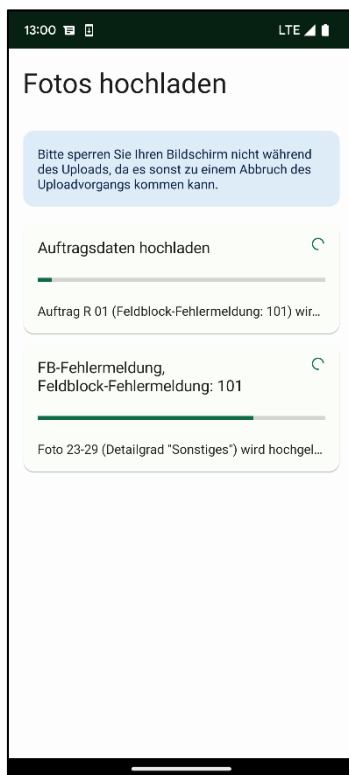 13:00 LTE
Fotos hochladen
Bitte sperren Sie Ihren Bildschirm nicht während
des Uploads, da es sonst zu einem Abbruch des
Uploadvorgangs kommen kann.
Auftragsdaten hochladen
Auftrag R 01 (Feldblock-Fehlermeldung: 101) wir...
FB-Fehlermeldung,
Feldblock-Fehlermeldung: 101
Foto 23-29 (Detailgrad "Sonstiges") wird hochgel...